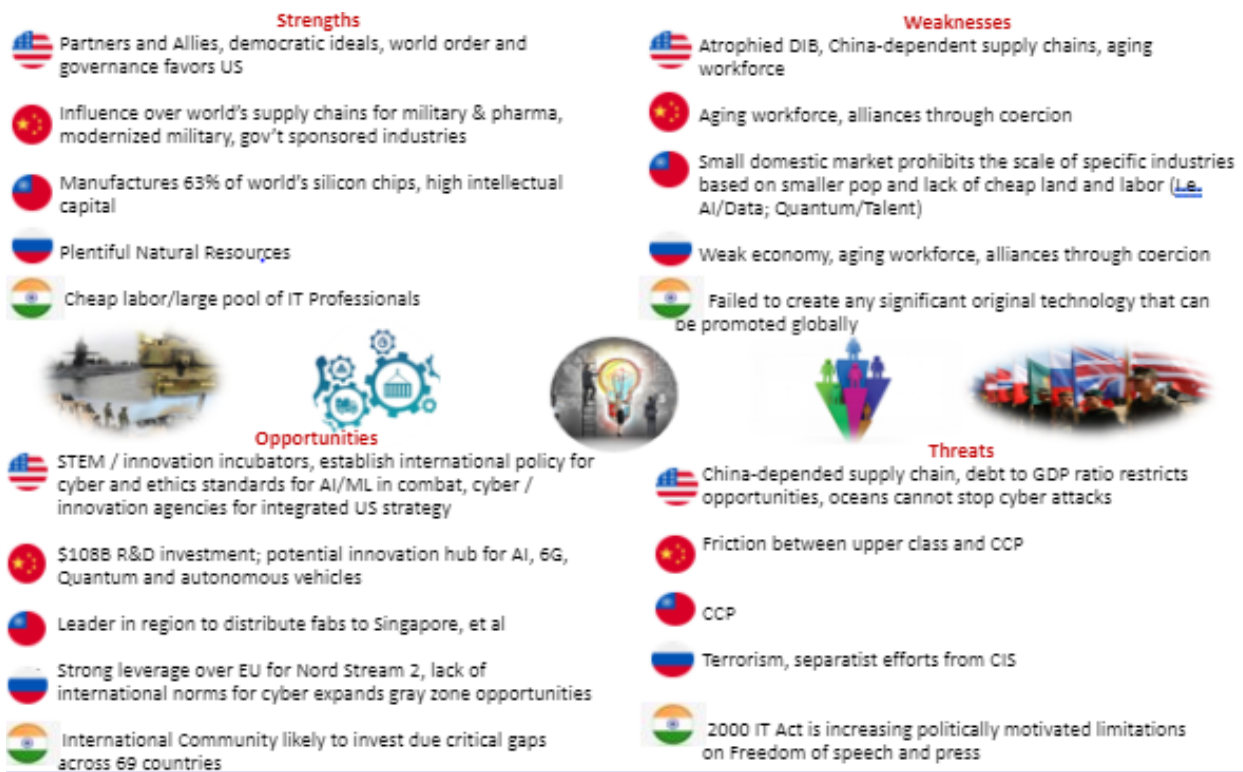 Strengths
Partners and Allies, democratic ideals, world order and
governance favors US
Influence over world's supply chains for military & pharma,
modernized military, gov't sponsored industries
Manufactures 63% of world's silicon chips, high intellectual
capital
Plentiful Natural Resources
Cheap labor/large pool of IT Professionals
Weaknesses
Atrophied DIB, China-dependent supply chains, aging
workforce
Aging workforce, alliances through coercion
Small domestic market prohibits the scale of specific industries
based on smaller pop and lack of cheap land and labor (I.e.
AI/Data; Quantum/Talent)
Weak economy, aging workforce, alliances through coercion
Failed to create any significant original technology that can
be promoted globally
Opportunities
STEM / innovation incubators, establish international policy for
cyber and ethics standards for AI/ML in combat, cyber /
innovation agencies for integrated US strategy
$108B R&D investment; potential innovation hub for AI, 6G,
Quantum and autonomous vehicles
Leader in region to distribute fabs to Singapore, et al
Strong leverage over EU for Nord Stream 2, lack of
international norms for cyber expands gray zone opportunities
International Community likely to invest due critical gaps
across 69 countries
Threats
China-depended supply chain, debt to GDP ratio restricts
opportunities, oceans cannot stop cyber attacks
Friction between upper class and CCP
CCP
Terrorism, separatist efforts from CIS
2000 IT Act is increasing politically motivated limitations
on Freedom of speech and press